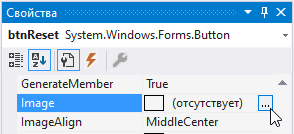 Свойства
btnReset System.Windows.Forms.Button
GenerateMember True
Image (отсутствует) ...
ImageAlign MiddleCenter